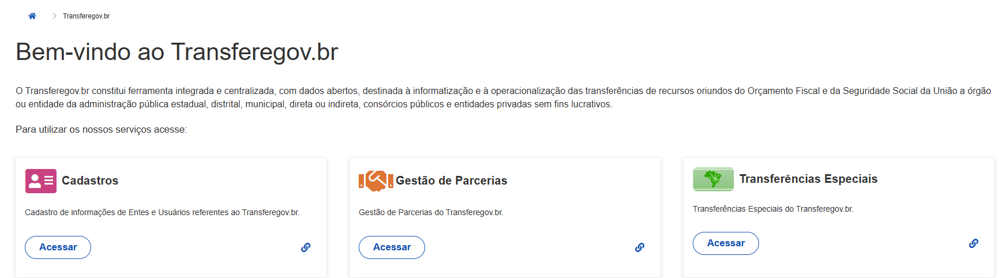 Transferegov.br
Bem-vindo ao Transferegov.br
O Transferegov.br constitui ferramenta integrada e centralizada, com dados abertos, destinada à informatização e à operacionalização das transferências de recursos oriundos do Orçamento Fiscal e da Seguridade Social da União a órgão
ou entidade da administração pública estadual, distrital, municipal, direta ou indireta, consórcios públicos e entidades privadas sem fins lucrativos.
Para utilizar os nossos serviços acesse:
Cadastros
Cadastro de informações de Entes e Usuários referentes ao Transferegov.br.
Acessar
Gestão de Parcerias
Gestão de Parcerias do Transferegov.br.
Acessar
Transferências Especiais
Transferências Especiais do Transferegov.br.
Acessar